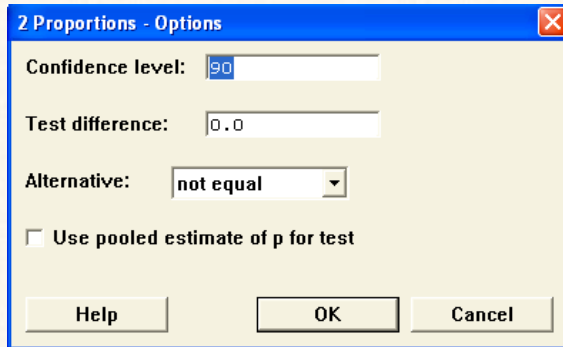 2 Proportions - Options
Confidence level: 90
Test difference: 0.0
Alternative: not equal
Use pooled estimate of p for test
Help OK Cancel